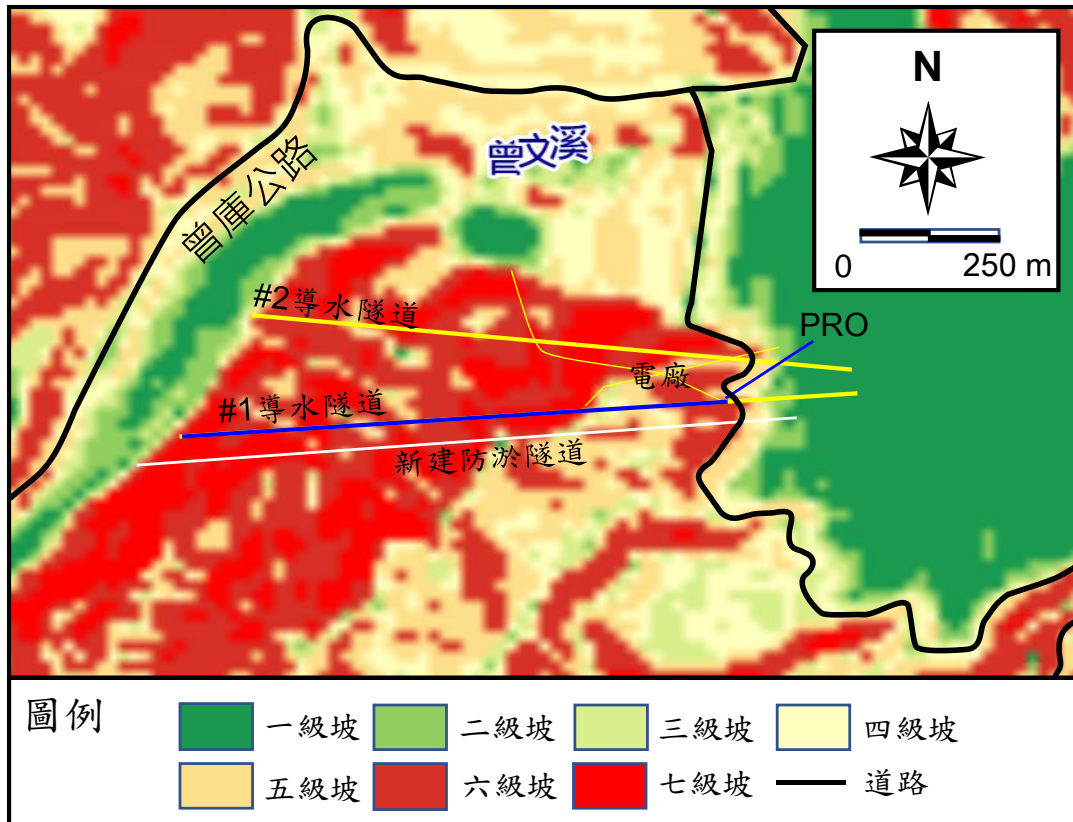 N
0 250 m
曾文溪
曾庫公路
#2導水隧道
PRO
電廠
#1導水隧道
新建防淤隧道
圖例
一級坡 二級坡 三級坡 四級坡
五級坡 六級坡 七級坡 道路